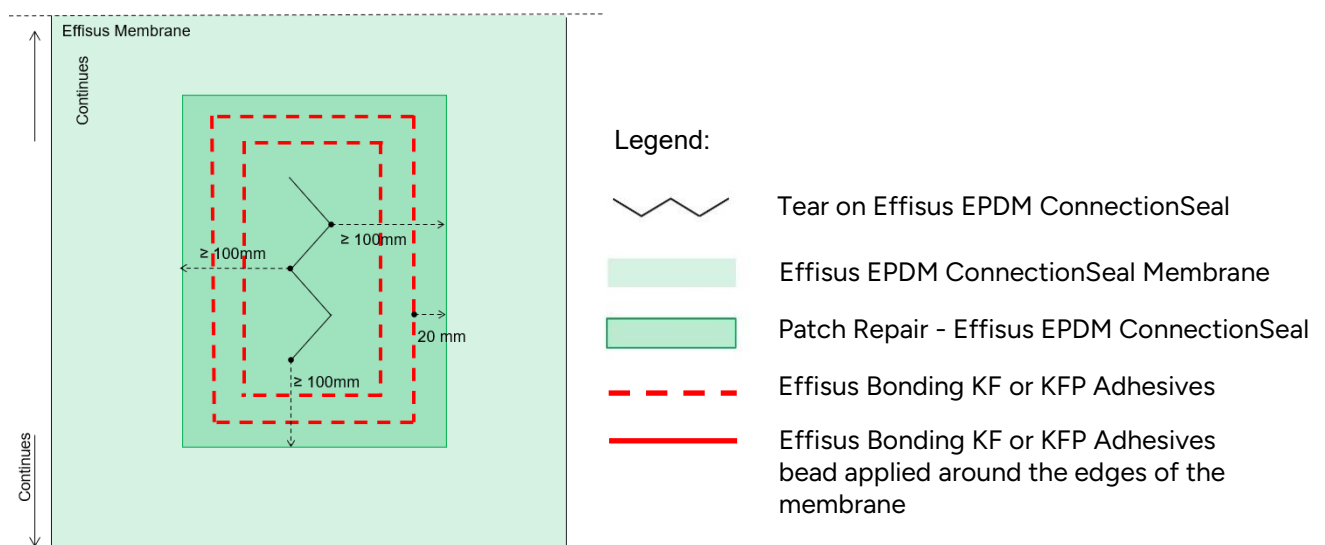 Effisus Membrane
Continues
≥ 100mm
≥ 100mm
20 mm
≥ 100mm
Continues
Legend:
Tear on Effisus EPDM ConnectionSeal
Effisus EPDM ConnectionSeal Membrane
Patch Repair - Effisus EPDM ConnectionSeal
Effisus Bonding KF or KFP Adhesives
Effisus Bonding KF or KFP Adhesives
bead applied around the edges of the
membrane